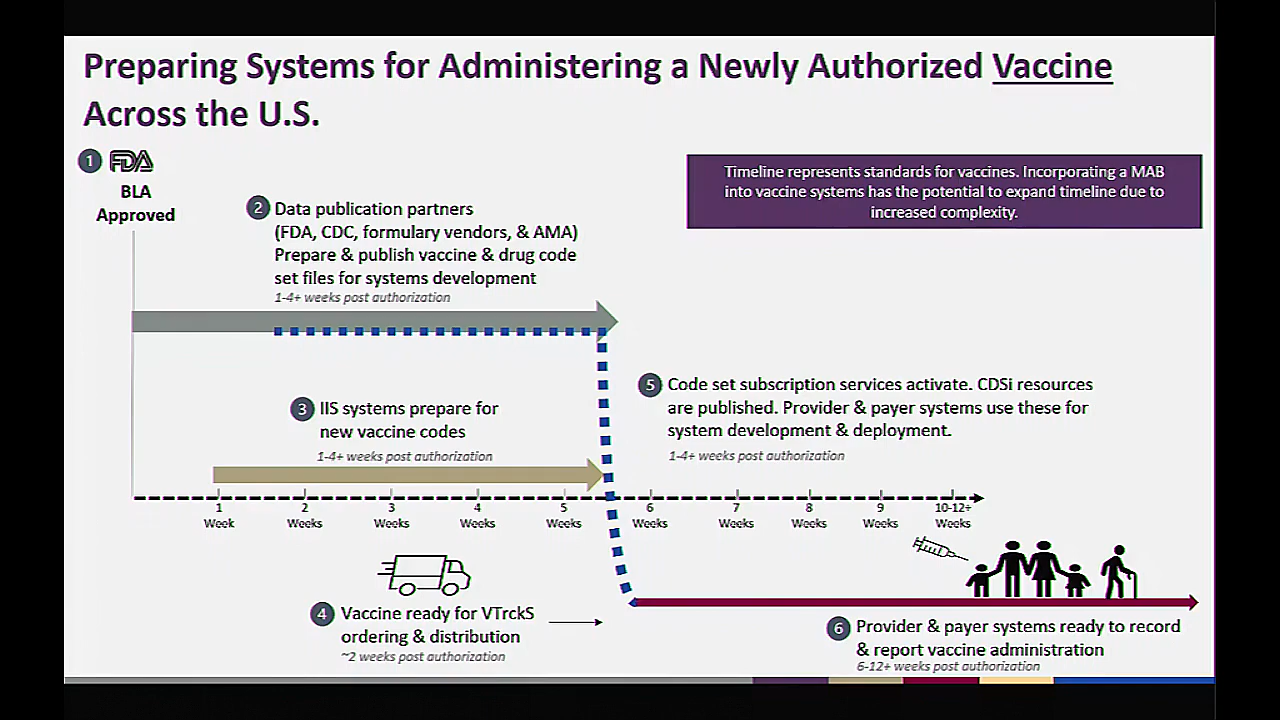 Preparing Systems for Administering a Newly Authorized Vaccine
Across the U.S.
1 FDA
BLA
Approved
Timeline represents standards for vaccines. Incorporating a MAB
into vaccine systems has the potential to expand timeline due to
increased complexity.
2 Data publication partners
(FDA, CDC, formulary vendors, & AMA)
Prepare & publish vaccine & drug code
set files for systems development
1-4+ weeks post authorization
3 IIS systems prepare for
new vaccine codes
1-4+ weeks post authorization
5 Code set subscription services activate. CDSi resources
are published. Provider & payer systems use these for
system development & deployment.
1-4+ weeks post authorization
1 2 3 4 5 6 7 8 9 10-12+
Week Weeks Weeks Weeks Weeks Weeks Weeks Weeks Weeks Weeks
4 Vaccine ready for VTrckS
ordering & distribution
~2 weeks post authorization
6 Provider & payer systems ready to record
& report vaccine administration
6-12+ weeks post authorization